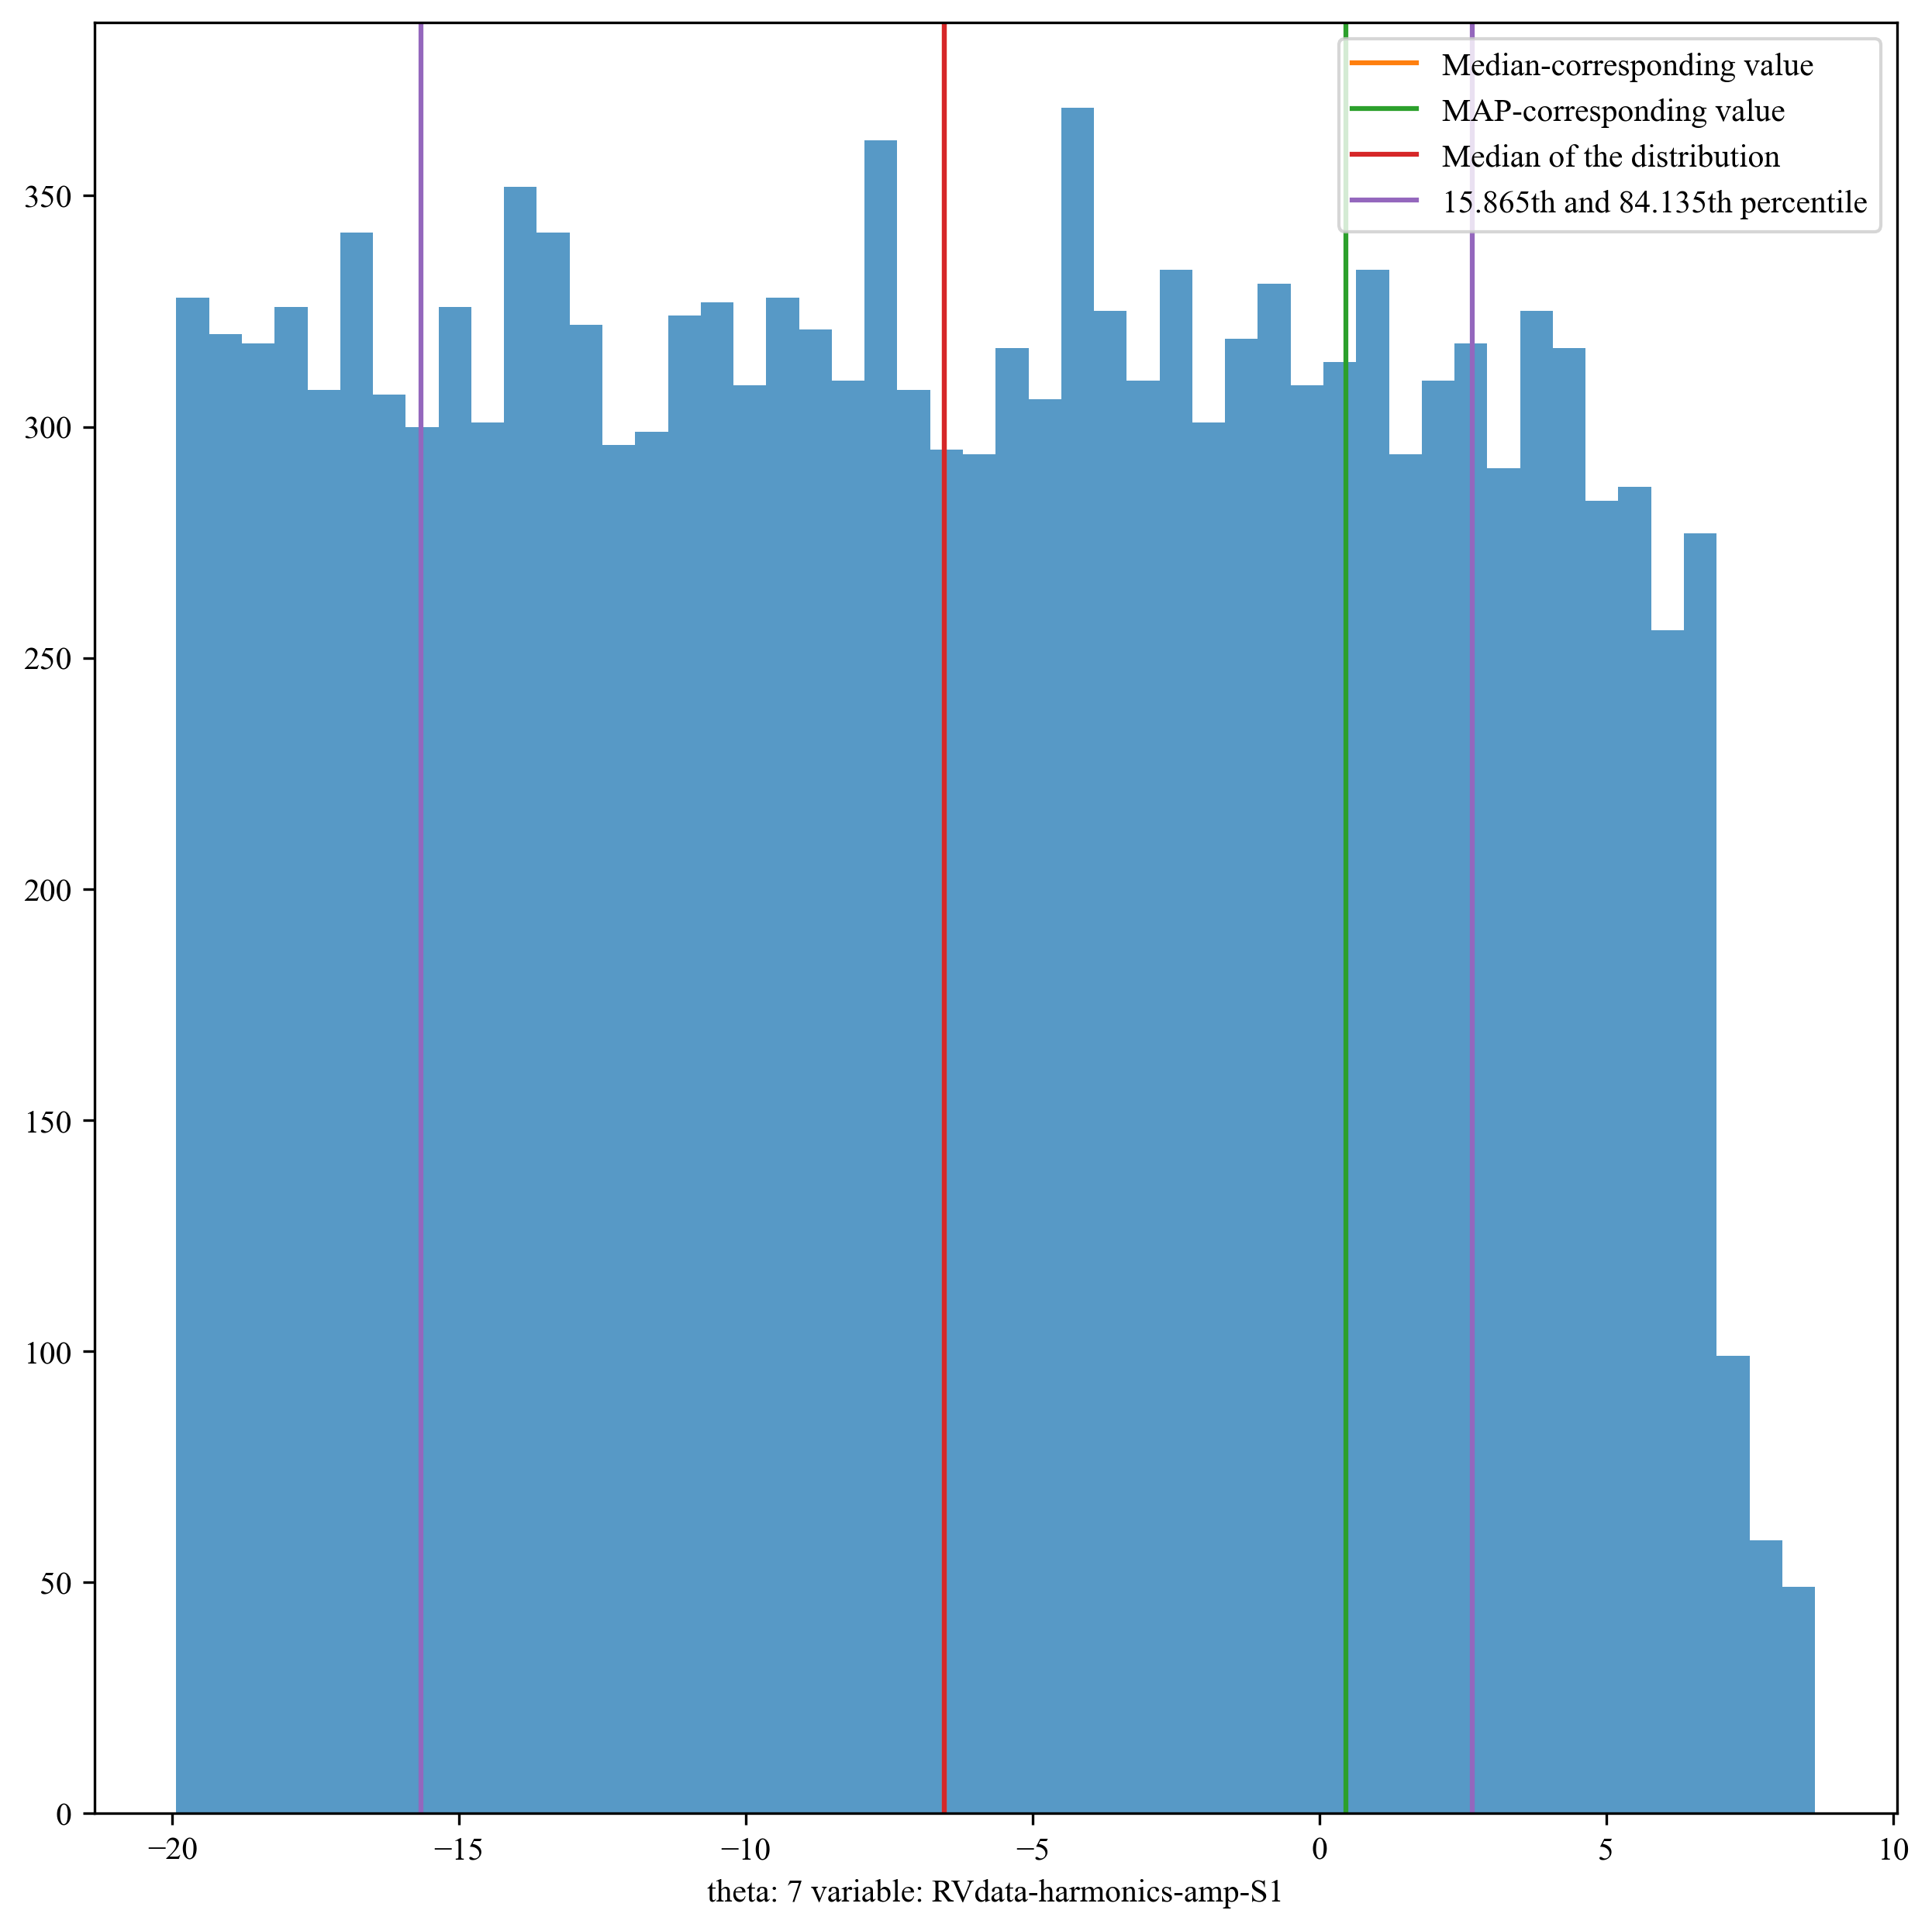 Median-corresponding value
MAP-corresponding value
Median of the distribution
15.865th and 84.135th percentile
350
300
250
200
150
100
50
0
−20 −15 −10 −5 0 5 10
theta: 7 variable: RVdata-harmonics-amp-S1